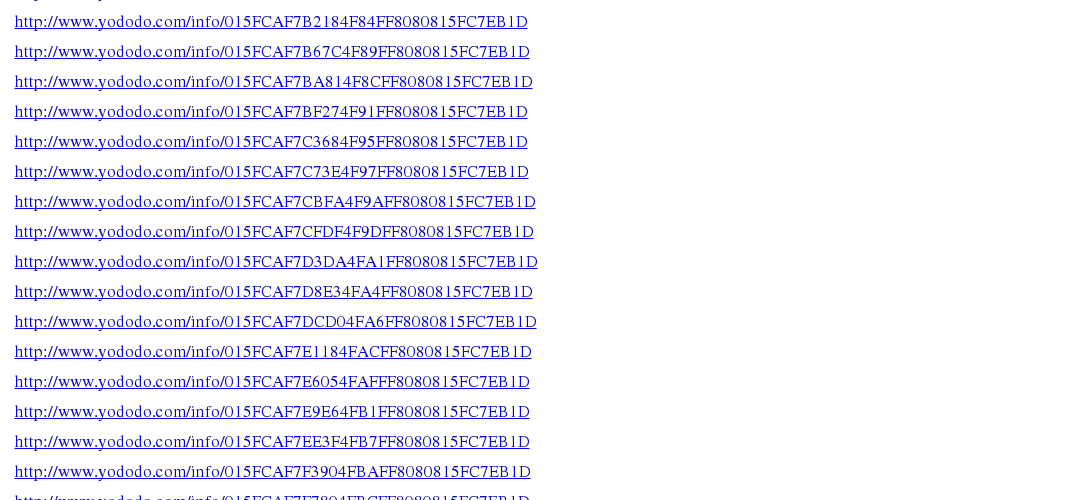 http://www.yododo.com/info/015FCAF7B2184F84FF8080815FC7EB1D
http://www.yododo.com/info/015FCAF7B67C4F89FF8080815FC7EB1D
http://www.yododo.com/info/015FCAF7BA814F8CFF8080815FC7EB1D
http://www.yododo.com/info/015FCAF7BF274F91FF8080815FC7EB1D
http://www.yododo.com/info/015FCAF7C3684F95FF8080815FC7EB1D
http://www.yododo.com/info/015FCAF7C73E4F97FF8080815FC7EB1D
http://www.yododo.com/info/015FCAF7CBFA4F9AFF8080815FC7EB1D
http://www.yododo.com/info/015FCAF7CFDF4F9DFF8080815FC7EB1D
http://www.yododo.com/info/015FCAF7D3DA4FA1FF8080815FC7EB1D
http://www.yododo.com/info/015FCAF7D8E34FA4FF8080815FC7EB1D
http://www.yododo.com/info/015FCAF7DCD04FA6FF8080815FC7EB1D
http://www.yododo.com/info/015FCAF7E1184FACFF8080815FC7EB1D
http://www.yododo.com/info/015FCAF7E6054FAFFF8080815FC7EB1D
http://www.yododo.com/info/015FCAF7E9E64FB1FF8080815FC7EB1D
http://www.yododo.com/info/015FCAF7EE3F4FB7FF8080815FC7EB1D
http://www.yododo.com/info/015FCAF7F3904FBAFF8080815FC7EB1D